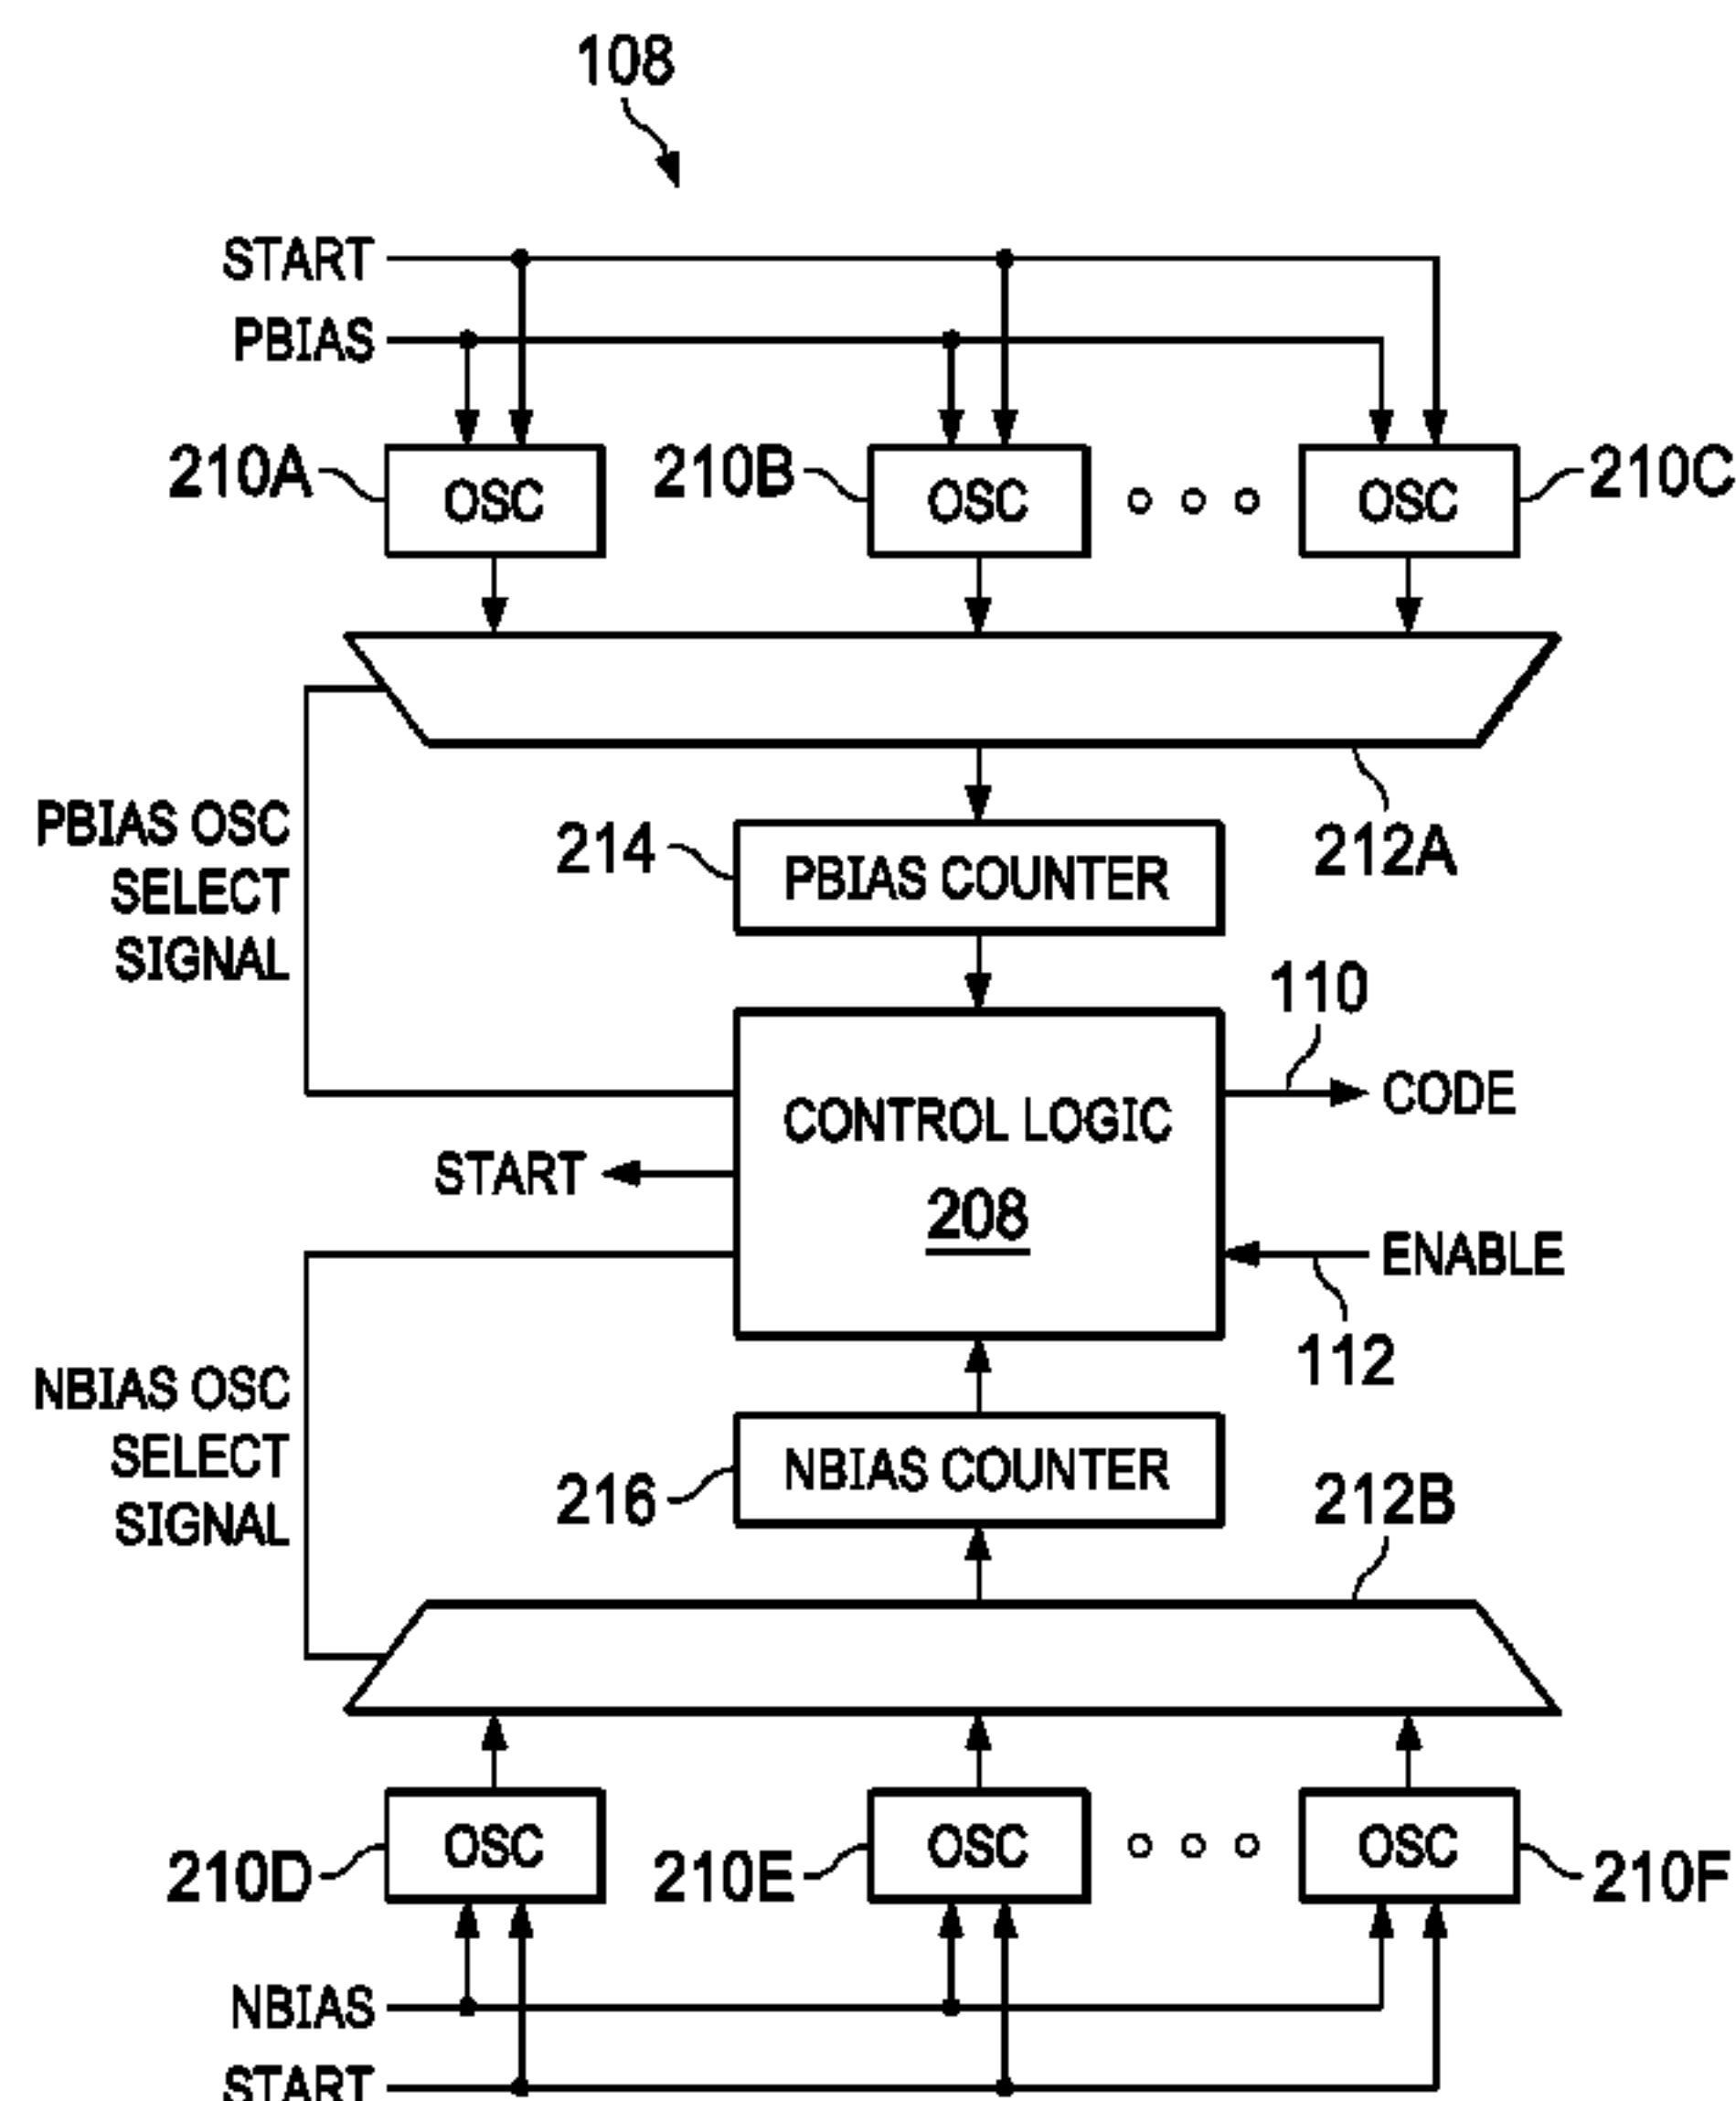 108
START
PBIAS
210A
OSC
210B
OSC
OSC
210C
PBIAS OSC
SELECT
SIGNAL
214
PBIAS COUNTER
212A
110
CONTROL LOGIC
208
CODE
START
ENABLE
112
NBIAS OSC
SELECT
SIGNAL
216
NBIAS COUNTER
212B
210D
OSC
210E
OSC
OSC
210F
NBIAS
START